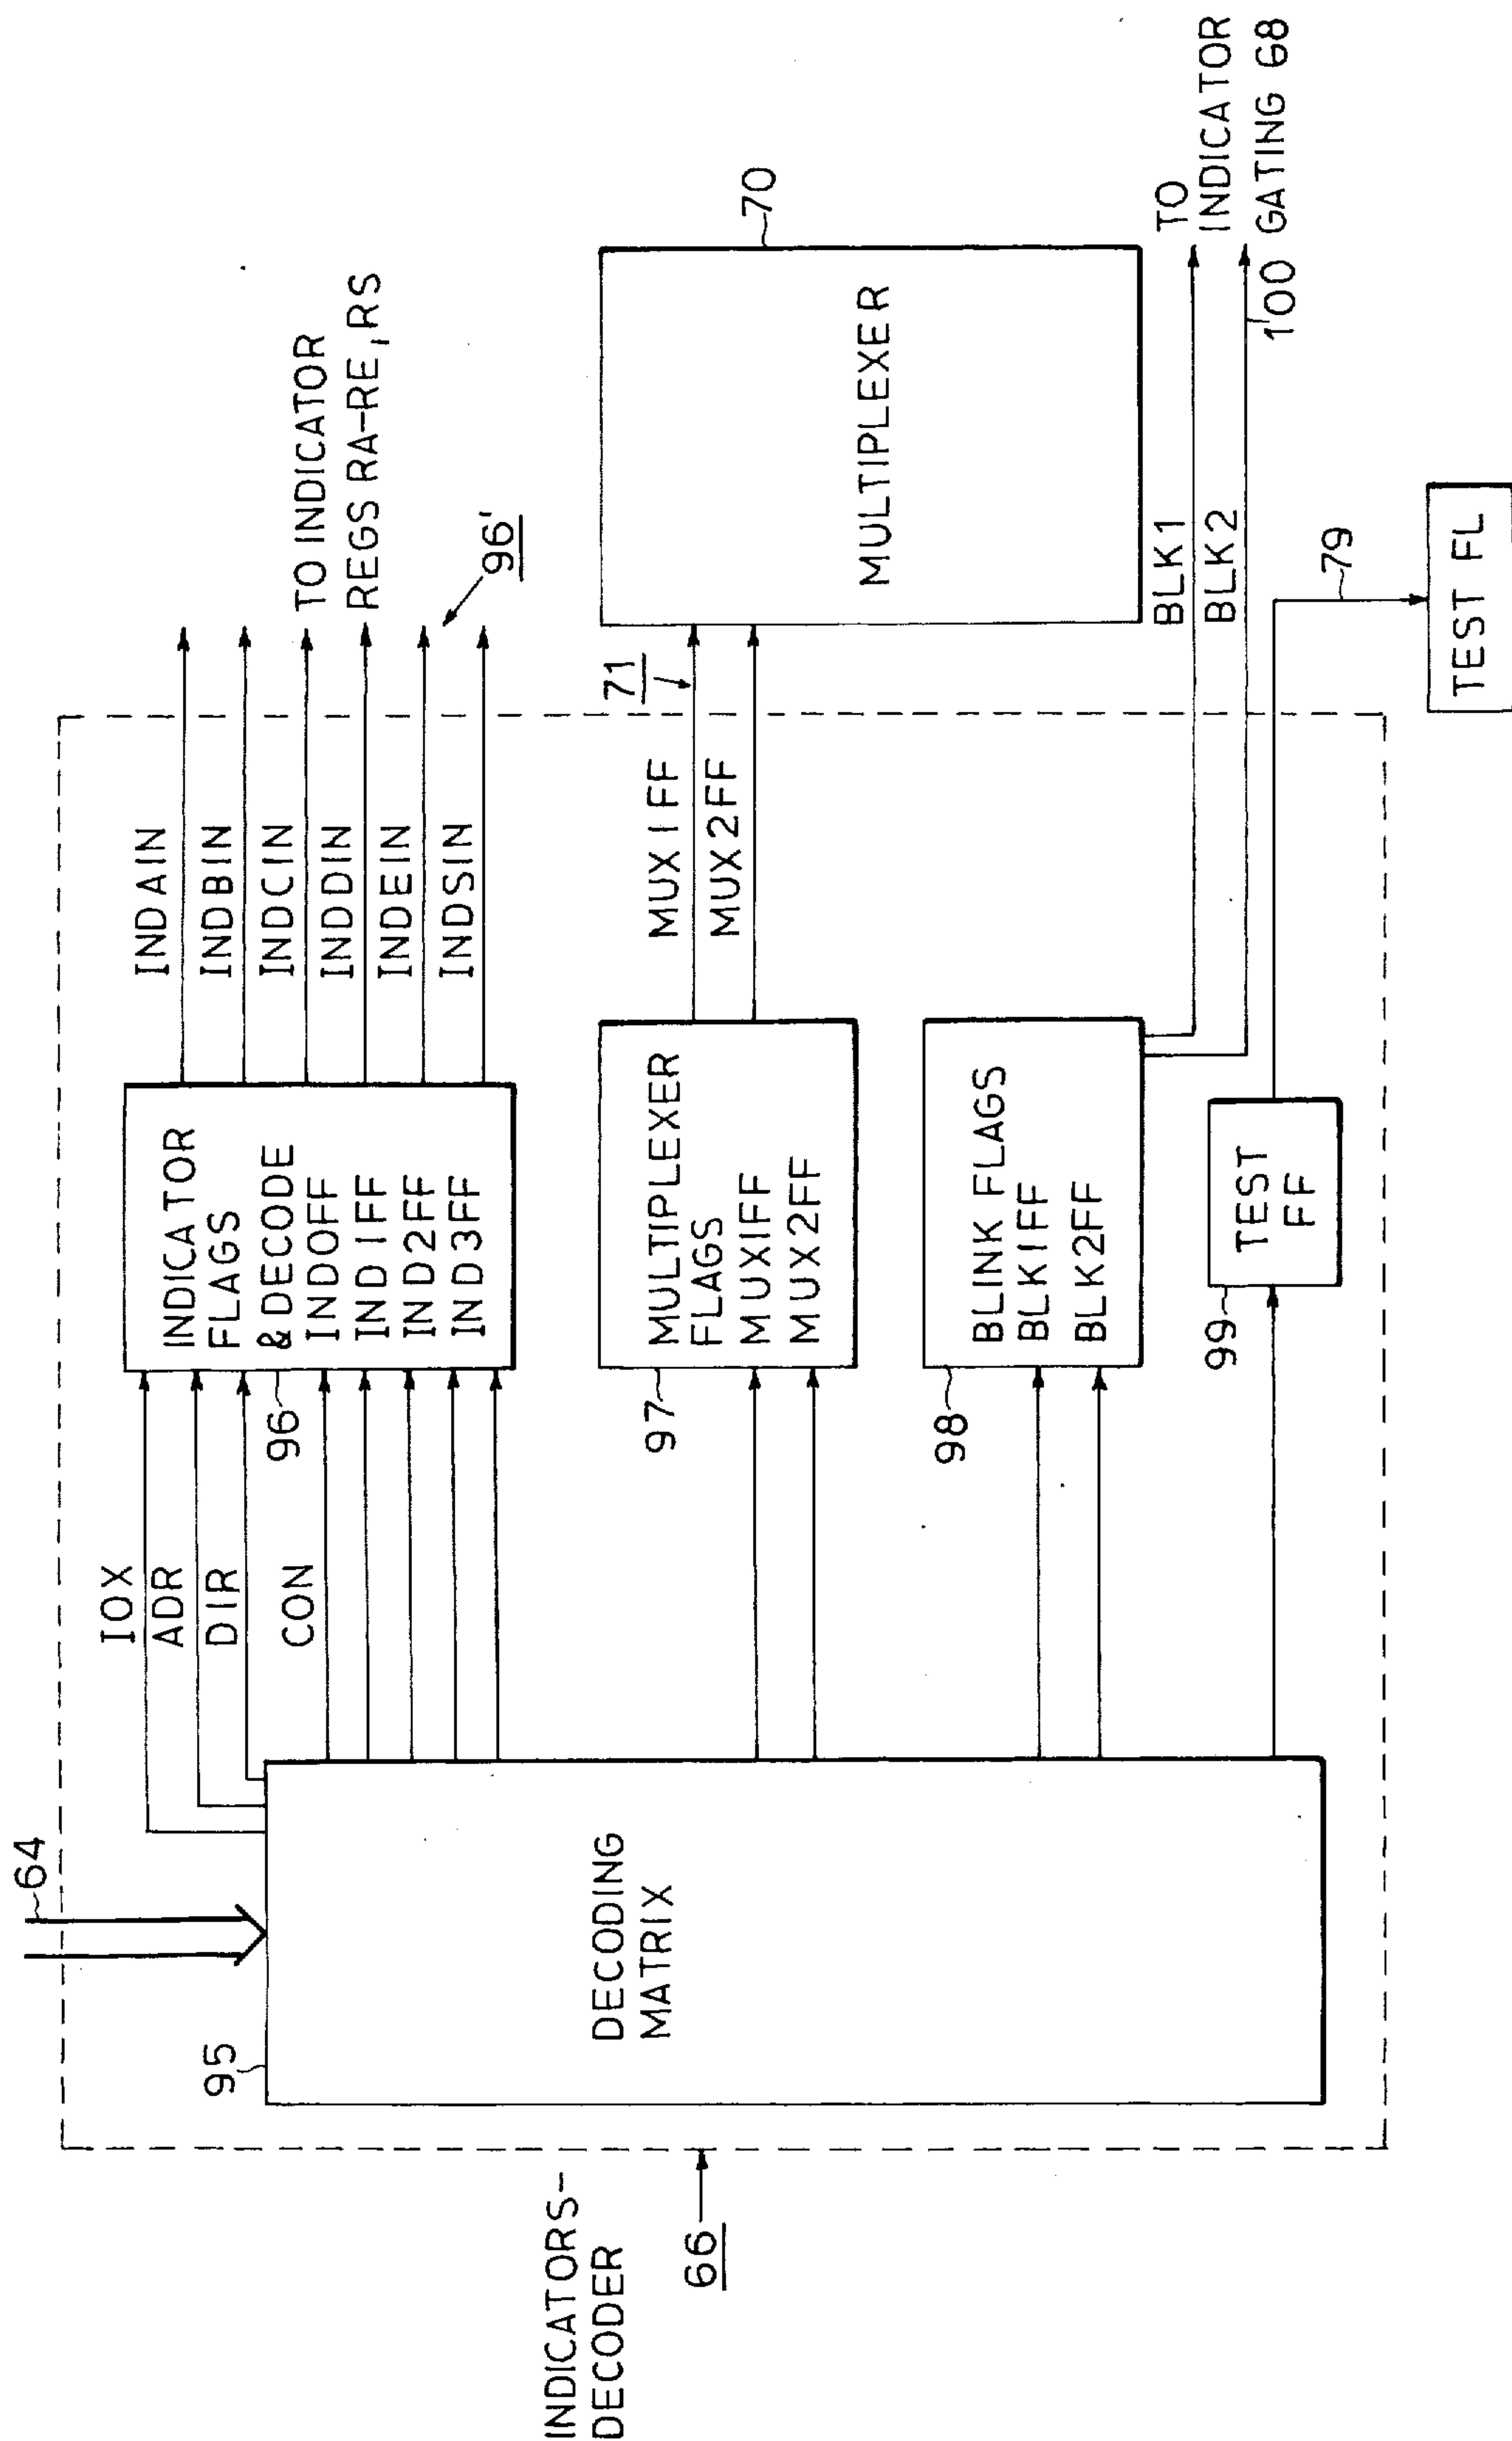 64
95
DECODING
MATRIX
INDICATORS-
DECODER
66
IOX
ADR
DIR
CON
96
INDICATOR
FLAGS
& DECODE
IND0FF
IND1FF
IND2FF
IND3FF
INDAIN
INDBIN
INDCIN
INDDIN
INDEIN
INDSIN
TO INDICATOR
REGS RA-RE, RS
96'
97
MULTIPLEXER
FLAGS
MUX1FF
MUX2FF
MUX1FF
MUX2FF
71
MULTIPLEXER
70
98
BLINK FLAGS
BLK1FF
BLK2FF
BLK1
BLK2
TO
INDICATOR
GATING 68
100
99
TEST
FF
79
TEST FL